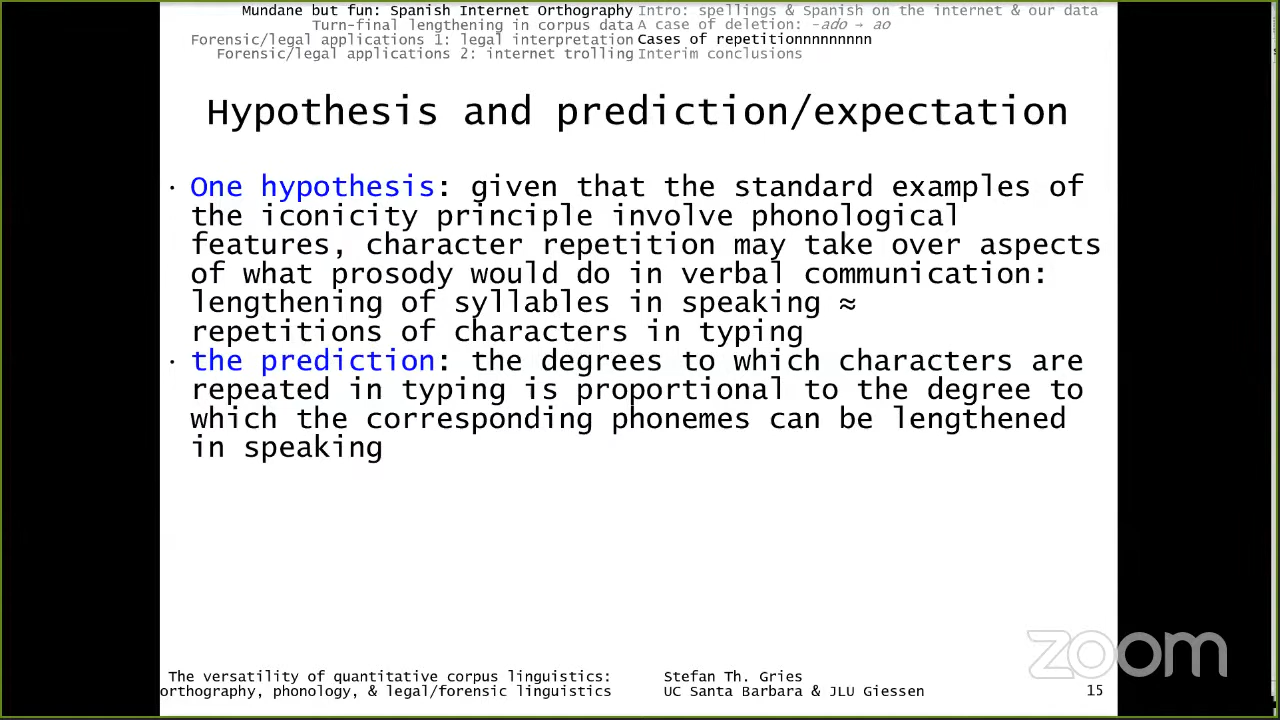 Mundane but fun: Spanish Internet Orthography Intro: spellings & Spanish on the internet & our data
Turn-final lengthening in corpus data A case of deletion: -ado → ao
Forensic/legal applications 1: legal interpretation Cases of repetitionnnnnnnnn
Forensic/legal applications 2: internet trolling Interim conclusions
Hypothesis and prediction/expectation
· One hypothesis: given that the standard examples of
the iconicity principle involve phonological
features, character repetition may take over aspects
of what prosody would do in verbal communication:
lengthening of syllables in speaking ≈
repetitions of characters in typing
· the prediction: the degrees to which characters are
repeated in typing is proportional to the degree to
which the corresponding phonemes can be lengthened
in speaking
zoom
The versatility of quantitative corpus linguistics: Stefan Th. Gries
orthography, phonology, & legal/forensic linguistics UC Santa Barbara & JLU Giessen 15